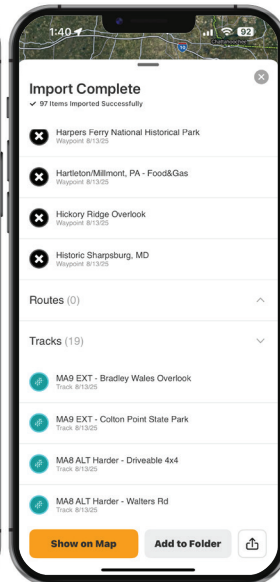 1:40
92
Import Complete
✓ 97 Items Imported Successfully
Harpers Ferry National Historical Park
Waypoint 8/13/25
Hartleton/Millmont, PA - Food&Gas
Waypoint 8/13/25
Hickory Ridge Overlook
Waypoint 8/13/25
Historic Sharpsburg, MD
Waypoint 8/13/25
Routes (0)
Tracks (19)
MA9 EXT - Bradley Wales Overlook
Track 8/13/25
MA9 EXT - Colton Point State Park
Track 8/13/25
MA8 ALT Harder - Driveable 4x4
Track 8/13/25
MA8 ALT Harder - Walters Rd
Track 8/13/25
Show on Map
Add to Folder